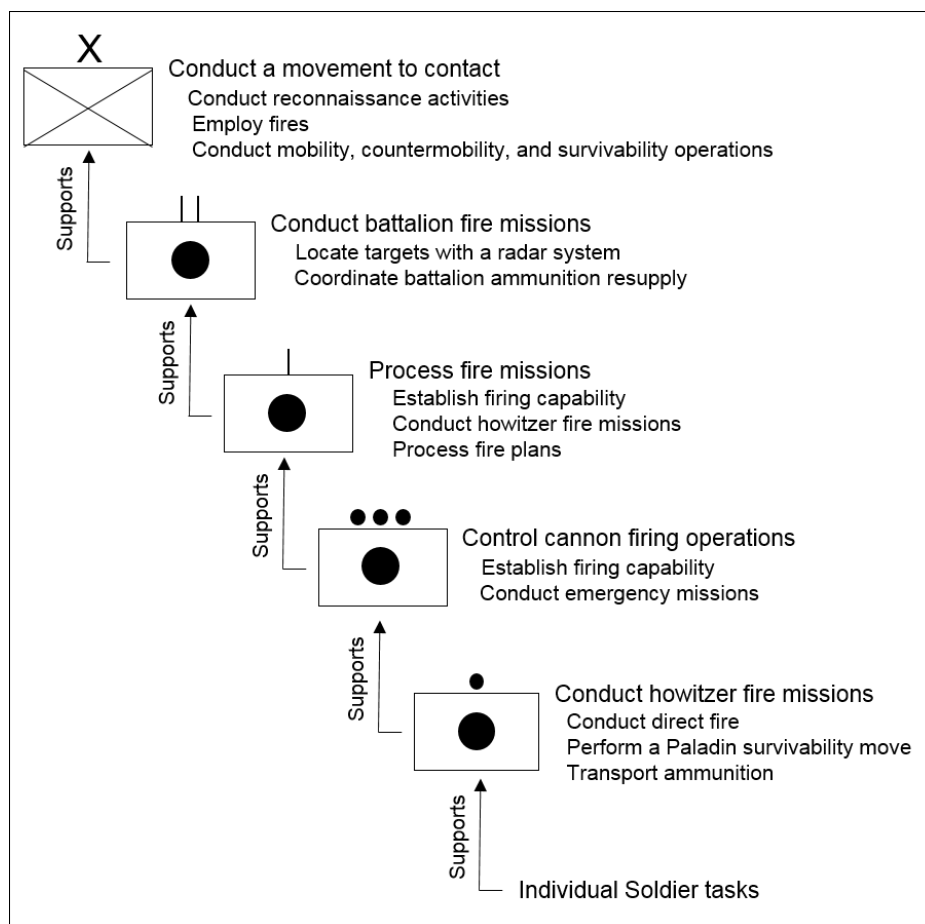 X
Conduct a movement to contact
Conduct reconnaissance activities
Employ fires
Conduct mobility, countermobility, and survivability operations
Supports
Conduct battalion fire missions
Locate targets with a radar system
Coordinate battalion ammunition resupply
Supports
Process fire missions
Establish firing capability
Conduct howitzer fire missions
Process fire plans
Supports
Control cannon firing operations
Establish firing capability
Conduct emergency missions
Supports
Conduct howitzer fire missions
Conduct direct fire
Perform a Paladin survivability move
Transport ammunition
Supports
Individual Soldier tasks